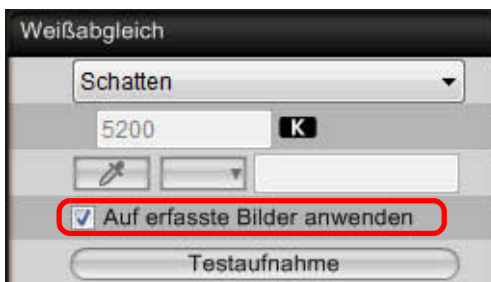 Weißabgleich
Schatten
5200 K
Auf erfasste Bilder anwenden
Testaufnahme